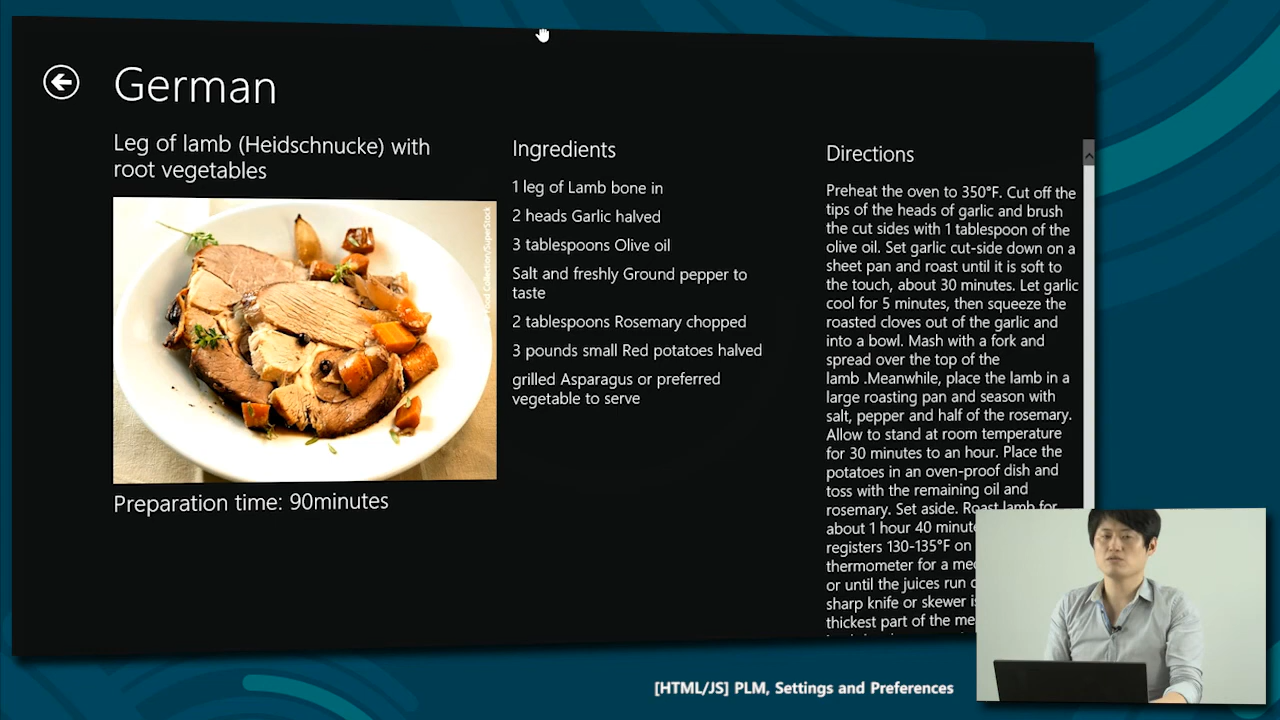 German
Leg of lamb (Heidschnucke) with
root vegetables
Food Collection/SuperStock
Preparation time: 90minutes
Ingredients
1 leg of Lamb bone in
2 heads Garlic halved
3 tablespoons Olive oil
Salt and freshly Ground pepper to
taste
2 tablespoons Rosemary chopped
3 pounds small Red potatoes halved
grilled Asparagus or preferred
vegetable to serve
Directions
Preheat the oven to 350°F. Cut off the
tips of the heads of garlic and brush
the cut sides with 1 tablespoon of the
olive oil. Set garlic cut-side down on a
sheet pan and roast until it is soft to
the touch, about 30 minutes. Let garlic
cool for 5 minutes, then squeeze the
roasted cloves out of the garlic and
into a bowl. Mash with a fork and
spread over the top of the
lamb .Meanwhile, place the lamb in a
large roasting pan and season with
salt, pepper and half of the rosemary.
Allow to stand at room temperature
for 30 minutes to an hour. Place the
potatoes in an oven-proof dish and
toss with the remaining oil and
rosemary. Set aside. Roast lamb for
about 1 hour 40 minute
registers 130-135°F on
thermometer for a me
or until the juices run
sharp knife or skewer
thickest part of the me
[HTML/JS] PLM, Settings and Preferences